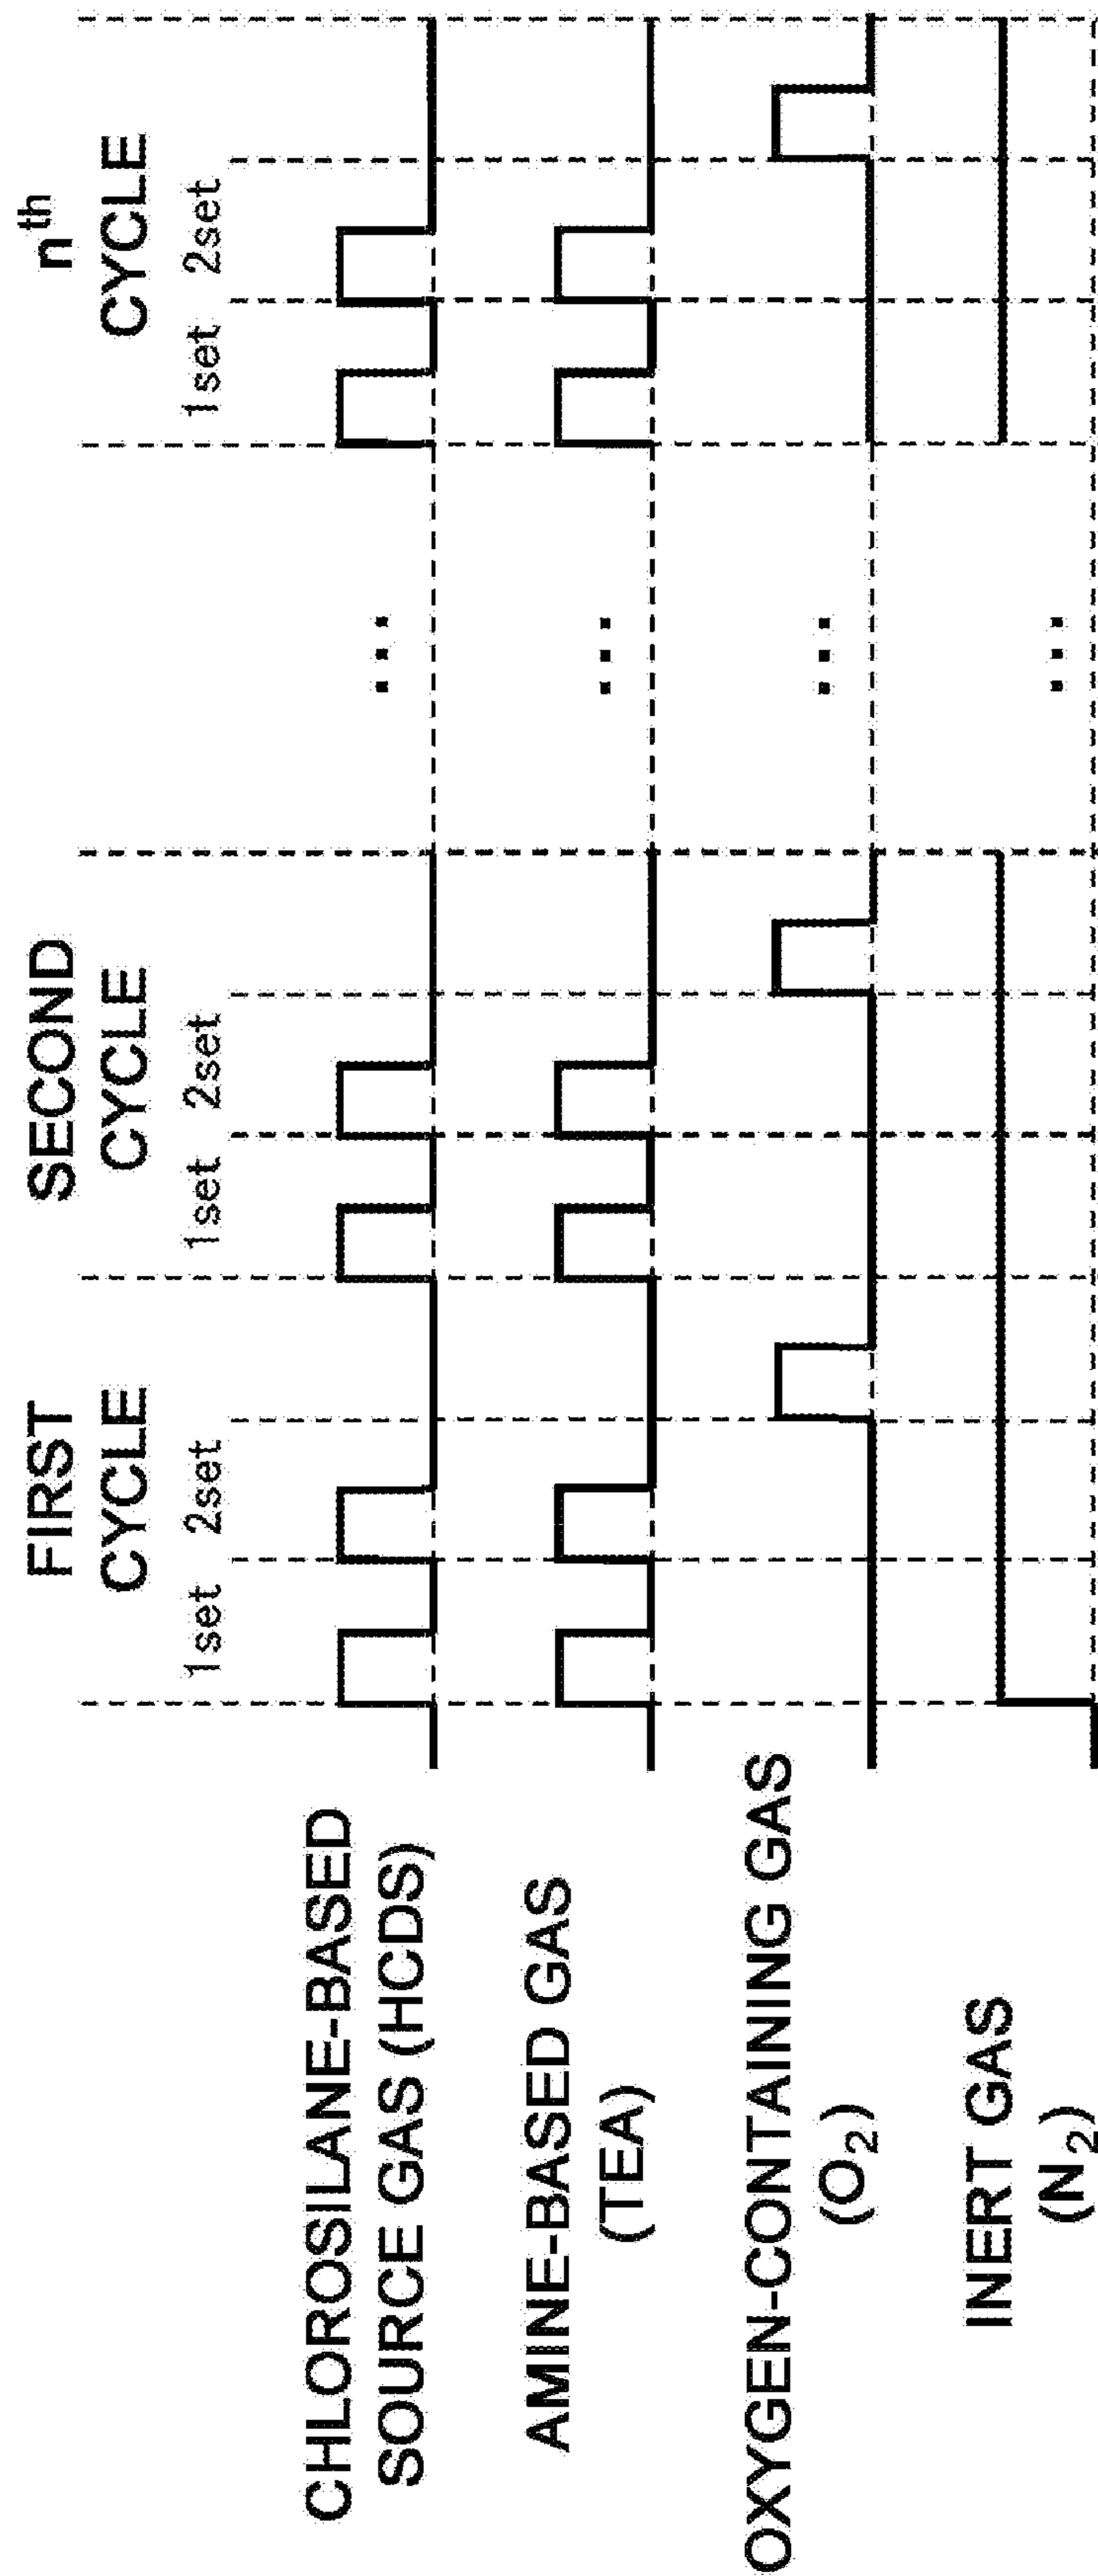 FIRST
CYCLE
SECOND
CYCLE
nth
CYCLE
1set 2set
1set 2set
1set 2set
CHLOROSILANE-BASED
SOURCE GAS (HCDS)
...
AMINE-BASED GAS
(TEA)
...
OXYGEN-CONTAINING GAS
(O2)
...
INERT GAS
(N2)
...